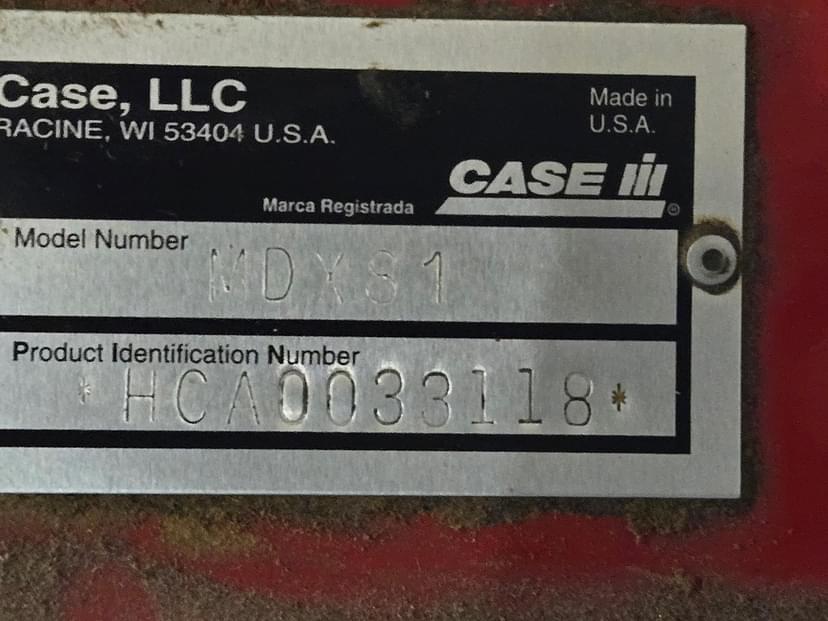 Case, LLC
RACINE, WI 53404 U.S.A.
Made in
U.S.A.
CASE IH
Marca Registrada
®
Model Number
MDX81
Product Identification Number
*HCA0033118*